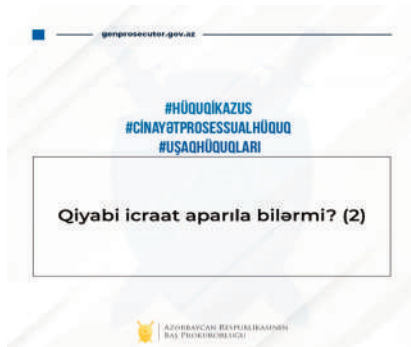 genprosecutor.gov.az
#HÜQUQİKAZUS
#CİNAYƏTPROSESSUALHÜQUQ
#UŞAQHÜQUQLARI
Qiyabi icraat aparıla bilərmi? (2)
AZƏRBAYCAN RESPUBLİKASININ
BAŞ PROKURORLUĞU